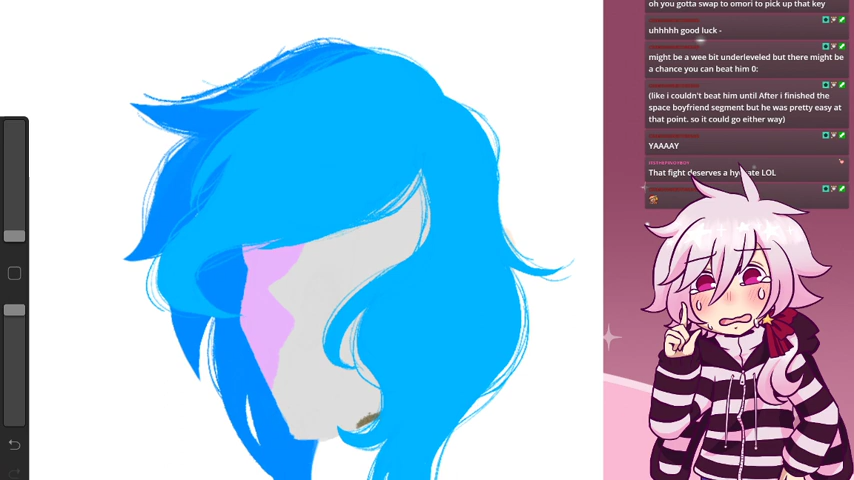 oh you gotta swap to omori to pick up that key
uhhhhh good luck -
might be a wee bit underleveled but there might be
a chance you can beat him 0:
(like i couldn't beat him until After i finished the
space boyfriend segment but he was pretty easy at
that point. so it could go either way)
YAAAAY
That fight deserves a hydrate LOL